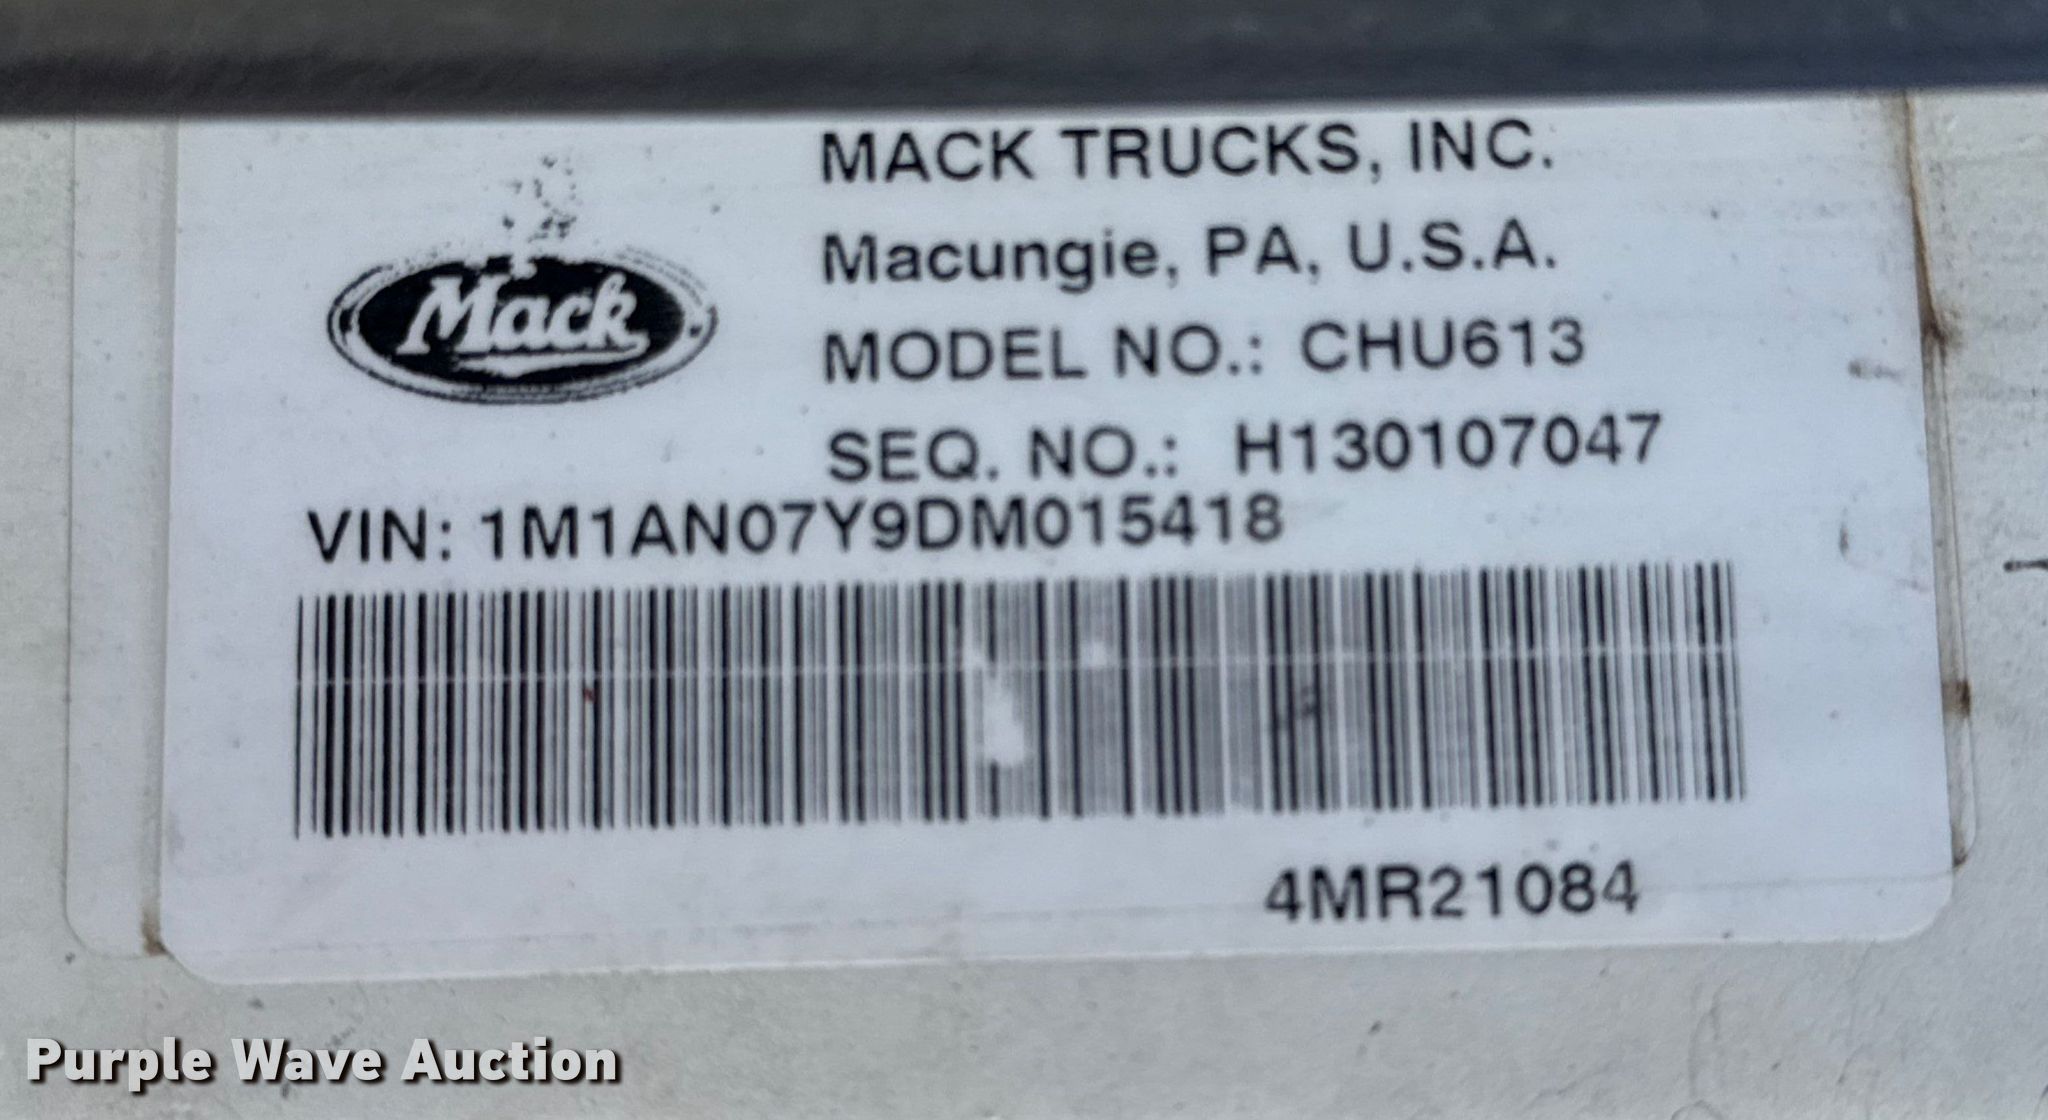 MACK TRUCKS, INC.
Macungie, PA, U.S.A.
Mack
MODEL NO.: CHU613
SEQ. NO.: H130107047
VIN: 1M1AN07Y9DM015418
4MR21084
Purple Wave Auction